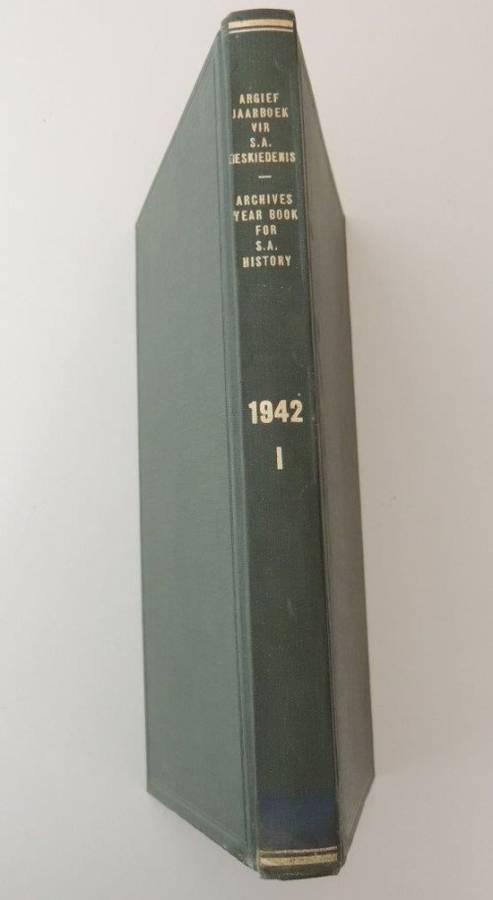 ARGIEF
JAARBOEK
VIR
S.A.
GESKIEDENIS
—
ARCHIVES
YEAR BOOK
FOR
S.A.
HISTORY
1942
I